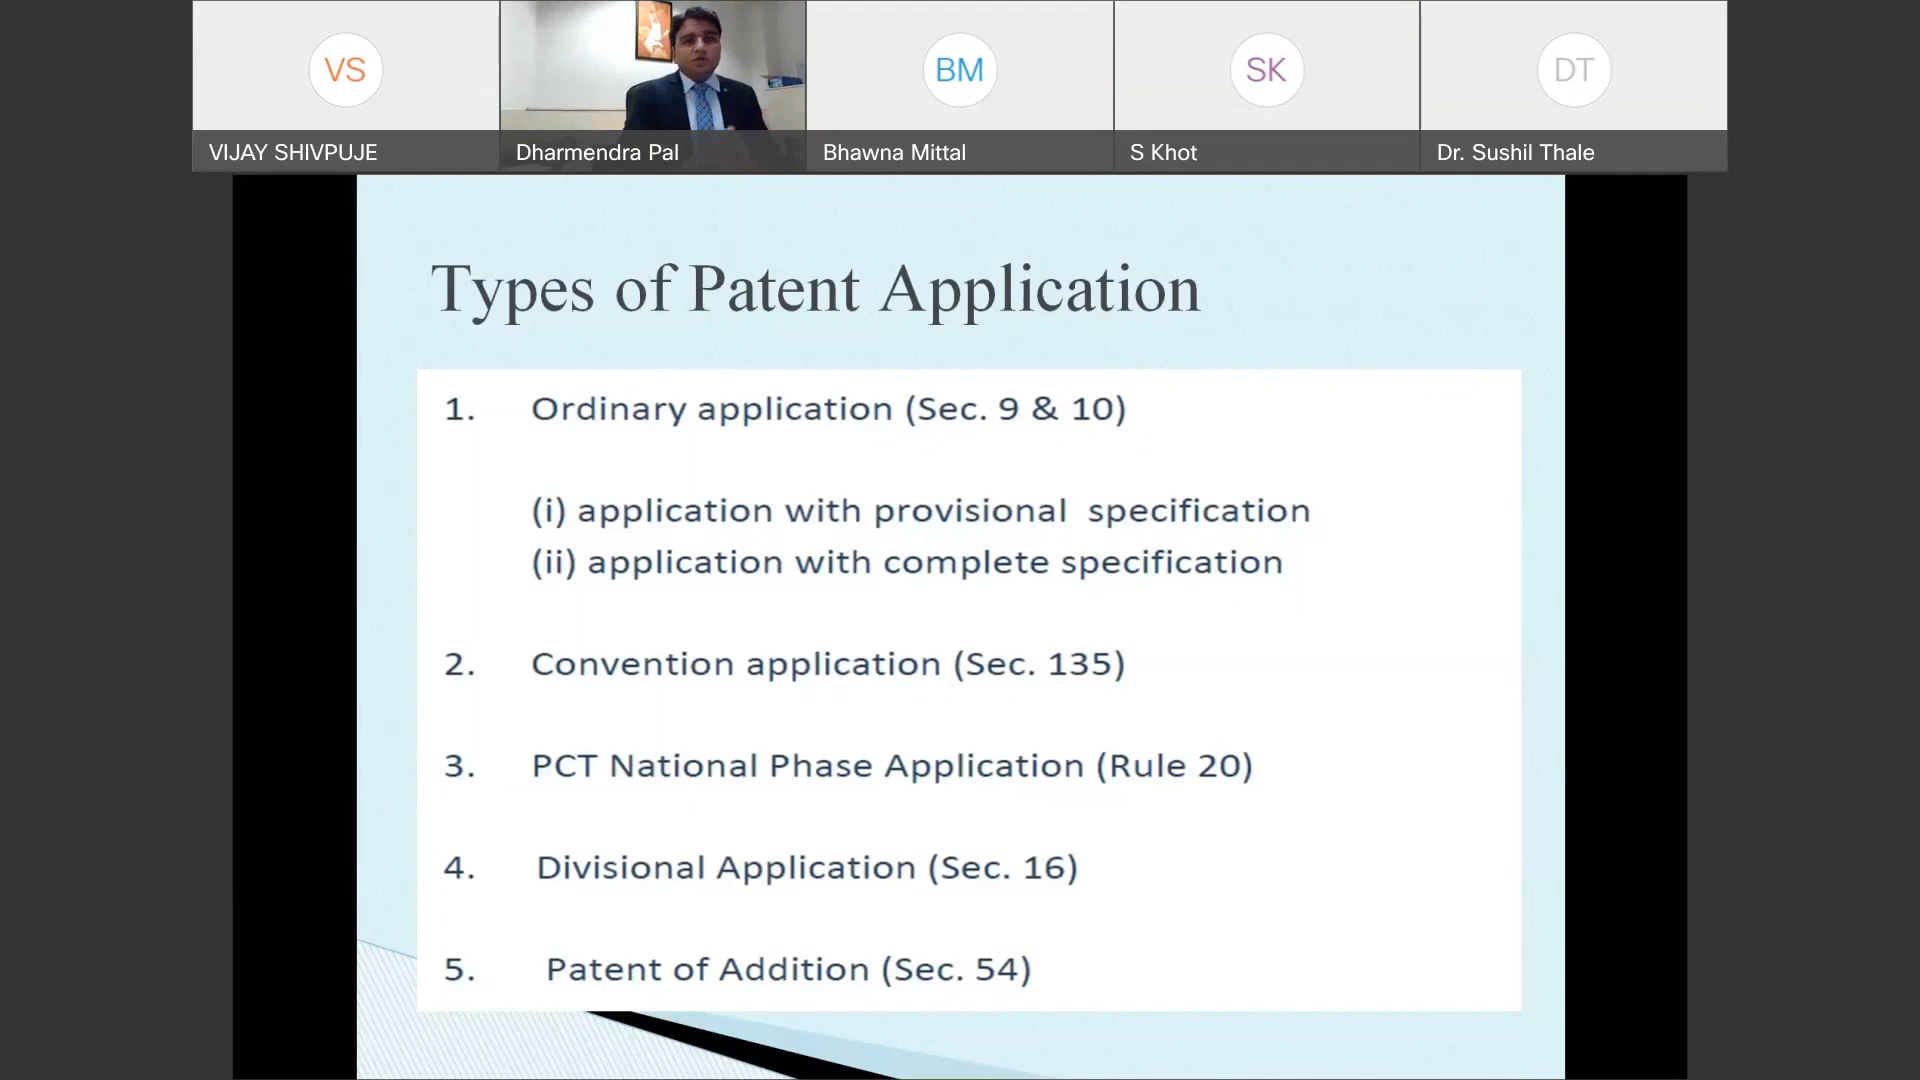 VS
BM
SK
DT
VIJAY SHIVPUJE
Dharmendra Pal
Bhawna Mittal
S Khot
Dr. Sushil Thale
Types of Patent Application
1. Ordinary application (Sec. 9 & 10)
(i) application with provisional specification
(ii) application with complete specification
2. Convention application (Sec. 135)
3. PCT National Phase Application (Rule 20)
4. Divisional Application (Sec. 16)
5. Patent of Addition (Sec. 54)